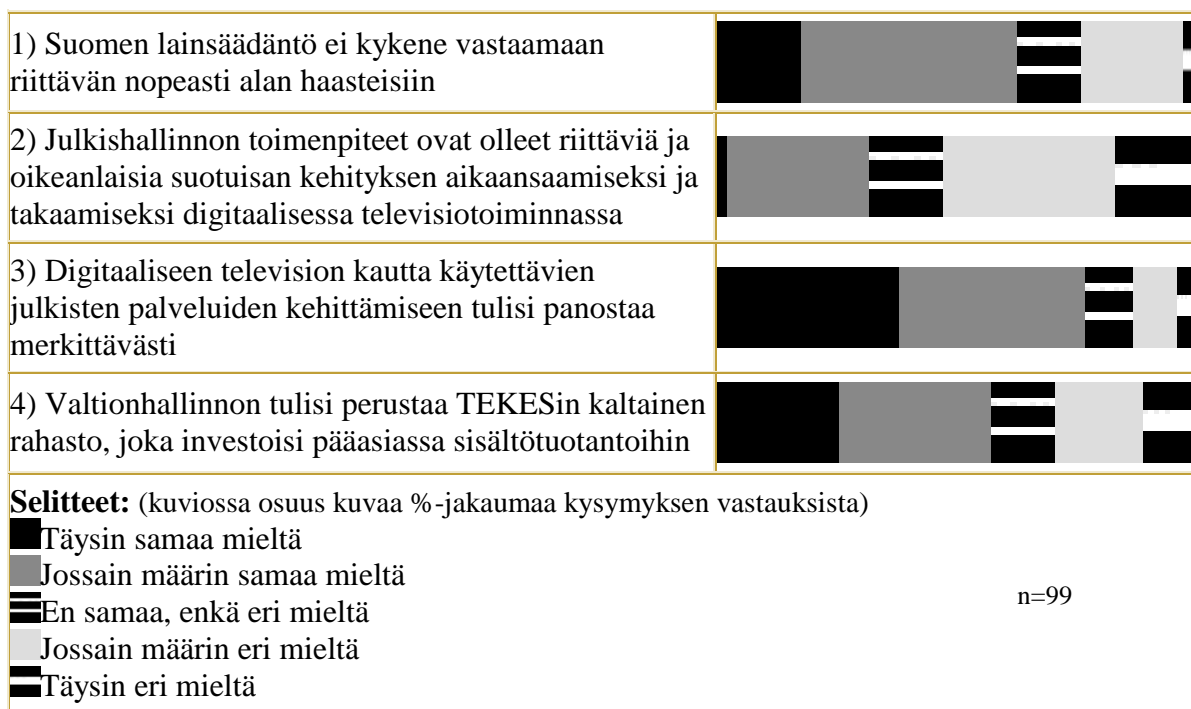 1) Suomen lainsäädäntö ei kykene vastaamaan
riittävän nopeasti alan haasteisiin
2) Julkishallinnon toimenpiteet ovat olleet riittäviä ja
oikeanlaisia suotuisan kehityksen aikaansaamiseksi ja
takaamiseksi digitaalisessa televisiotoiminnassa
3) Digitaaliseen television kautta käytettävien
julkisten palveluiden kehittämiseen tulisi panostaa
merkittävästi
4) Valtionhallinnon tulisi perustaa TEKESin kaltainen
rahasto, joka investoisi pääasiassa sisältötuotantoihin
Selitteet: (kuviossa osuus kuvaa %-jakaumaa kysymyksen vastauksista)
Täysin samaa mieltä
Jossain määrin samaa mieltä
En samaa, enkä eri mieltä
Jossain määrin eri mieltä
Täysin eri mieltä
n=99